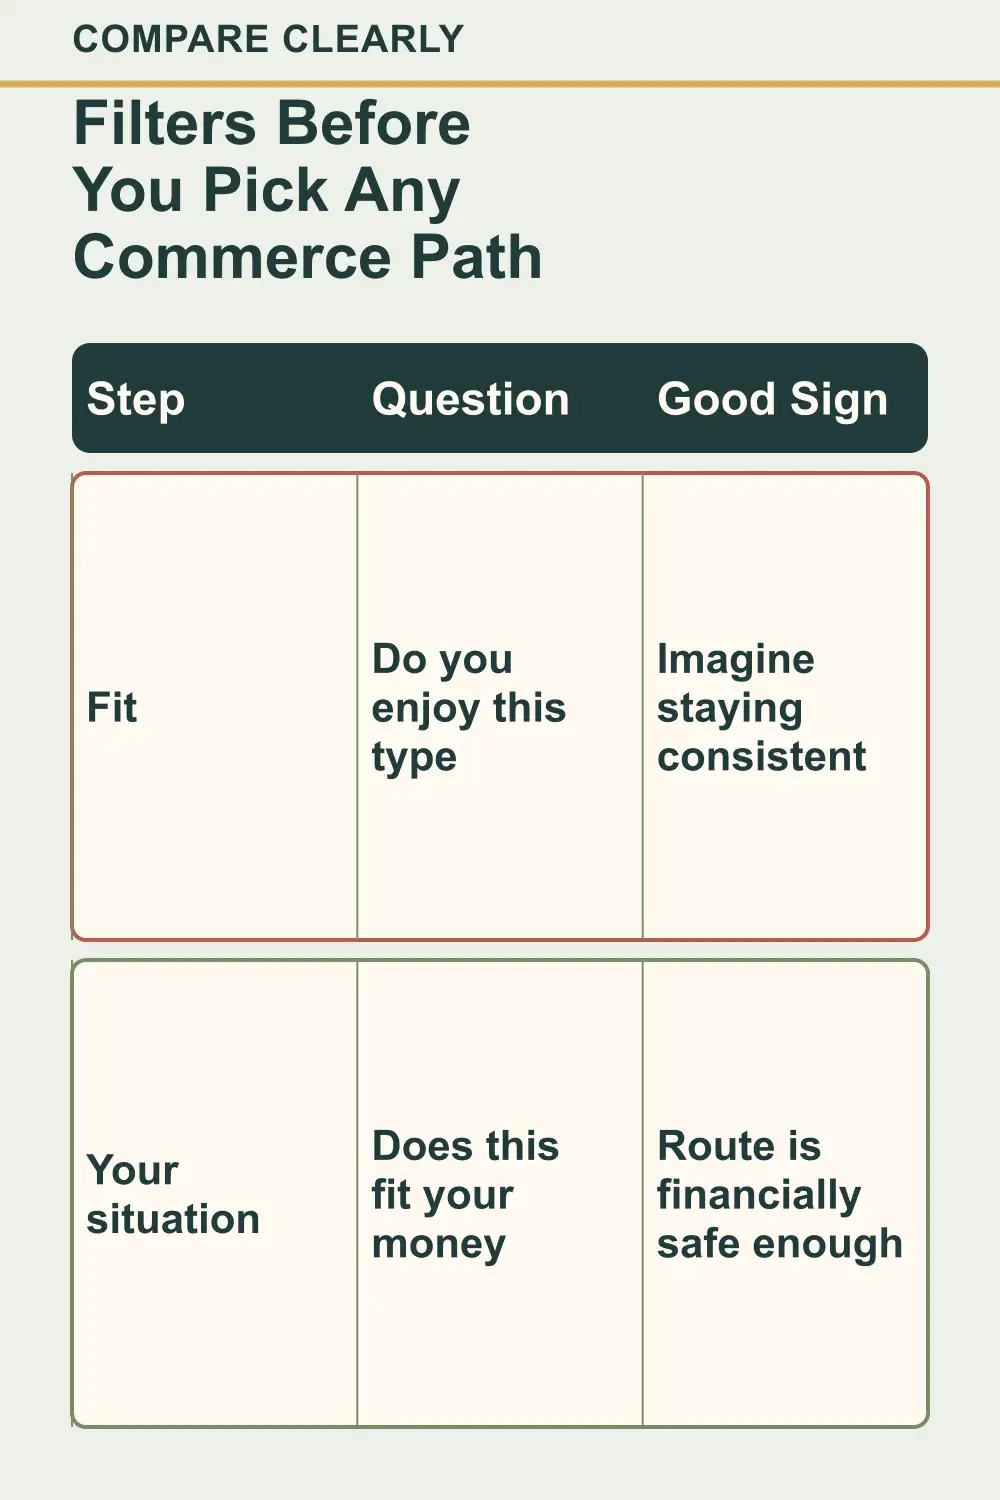 COMPARE CLEARLY
Filters Before
You Pick Any
Commerce Path
Step
Question
Good Sign
Fit
Do you
enjoy this
type
Imagine
staying
consistent
Your
situation
Does this
fit your
money
Route is
financially
safe enough